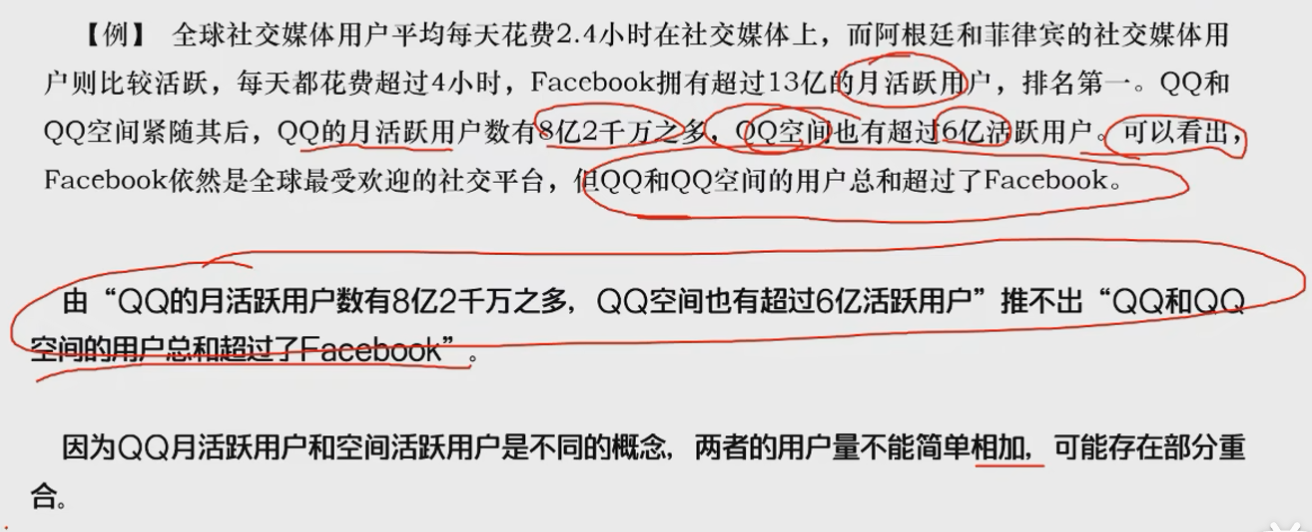 【例】 全球社交媒体用户平均每天花费2.4小时在社交媒体上，而阿根廷和菲律宾的社交媒体用
户则比较活跃，每天都花费超过4小时，Facebook拥有超过13亿的月活跃用户，排名第一。QQ和
QQ空间紧随其后，QQ的月活跃用户数有8亿2千万之多，QQ空间也有超过6亿活跃用户。可以看出，
Facebook依然是全球最受欢迎的社交平台，但QQ和QQ空间的用户总和超过了Facebook。
由“QQ的月活跃用户数有8亿2千万之多，QQ空间也有超过6亿活跃用户”推不出“QQ和QQ
空间的用户总和超过了Facebook”。
因为QQ月活跃用户和空间活跃用户是不同的概念，两者的用户量不能简单相加，可能存在部分重
合。